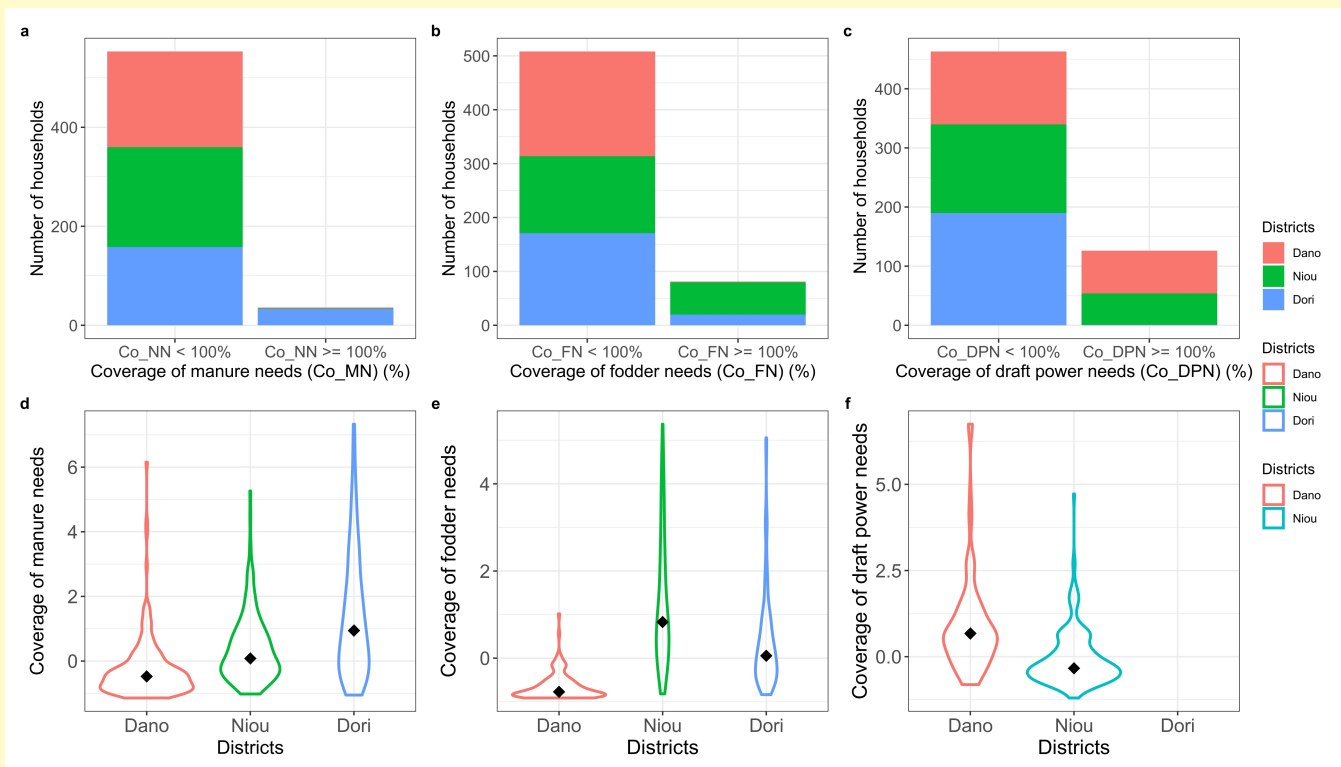 a
Number of households
400
200
0
Co_NN < 100%
Co_NN >= 100%
Coverage of manure needs (Co_MN) (%)
b
Number of households
500
400
300
200
100
0
Co_FN < 100%
Co_FN >= 100%
Coverage of fodder needs (Co_FN) (%)
c
Number of households
400
300
200
100
0
Co_DPN < 100%
Co_DPN >= 100%
Coverage of draft power needs (Co_DPN) (%)
Districts
Dano
Niou
Dori
Districts
Dano
Niou
Dori
Districts
Dano
Niou
d
Coverage of manure needs
6
4
2
0
Dano
Niou
Dori
Districts
e
Coverage of fodder needs
4
2
0
Dano
Niou
Dori
Districts
f
Coverage of draft power needs
5.0
2.5
0.0
Dano
Niou
Dori
Districts